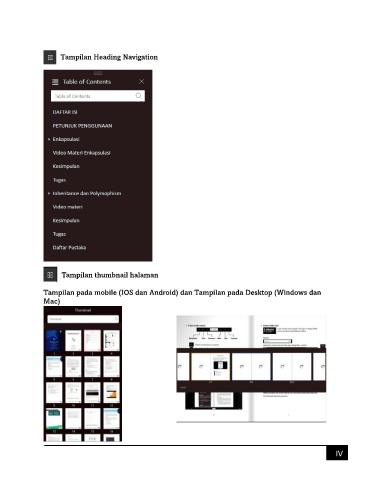 Tampilan Heading Navigation
Table of Contents
Table of Contents
DAFTAR ISI
PETUNJUK PENGGUNAAN
Enkapsulasi
Video Materi Enkapsulasi
Kesimpulan
Tugas
Inheritance dan Polymophism
Video materi
Kesimpulan
Tugas
Daftar Pustaka
Tampilan thumbnail halaman
Tampilan pada mobile (IOS dan Android) dan Tampilan pada Desktop (Windows dan
Mac)
Thumbnail
IV